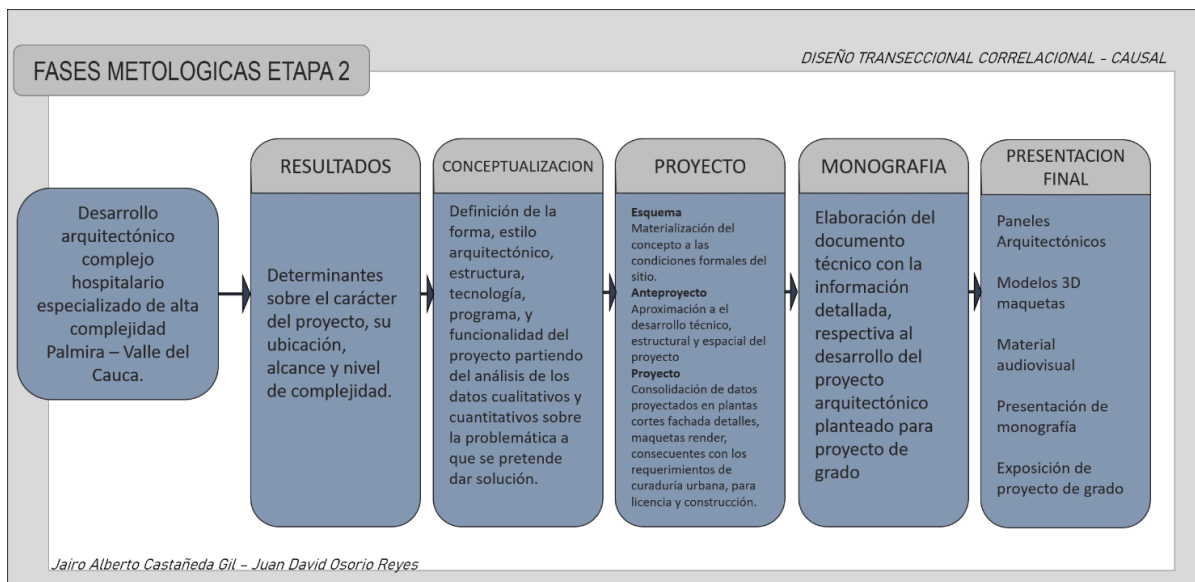 DISEÑO TRANSECCIONAL CORRELACIONAL - CAUSAL
FASES METOLOGICAS ETAPA 2
Desarrollo
arquitectónico
complejo
hospitalario
especializado de alta
complejidad
Palmira – Valle del
Cauca.
RESULTADOS
Determinantes
sobre el carácter
del proyecto, su
ubicación,
alcance y nivel
de complejidad.
CONCEPTUALIZACION
Definición de la
forma, estilo
arquitectónico,
estructura,
tecnología,
programa, y
funcionalidad del
proyecto partiendo
del análisis de los
datos cualitativos y
cuantitativos sobre
la problemática a
que se pretende
dar solución.
PROYECTO
Esquema
Materialización del
concepto a las
condiciones formales del
sitio.
Anteproyecto
Aproximación a el
desarrollo técnico,
estructural y espacial del
proyecto
Proyecto
Consolidación de datos
proyectados en plantas
cortes fachada detalles,
maquetas render,
consecuentes con los
requerimientos de
curaduría urbana, para
licencia y construcción.
MONOGRAFIA
Elaboración del
documento
técnico con la
información
detallada,
respectiva al
desarrollo del
proyecto
arquitectónico
planteado para
proyecto de
grado
PRESENTACION
FINAL
Paneles
Arquitectónicos
Modelos 3D
maquetas
Material
audiovisual
Presentación de
monografía
Exposición de
proyecto de grado
Jairo Alberto Castañeda Gil – Juan David Osorio Reyes